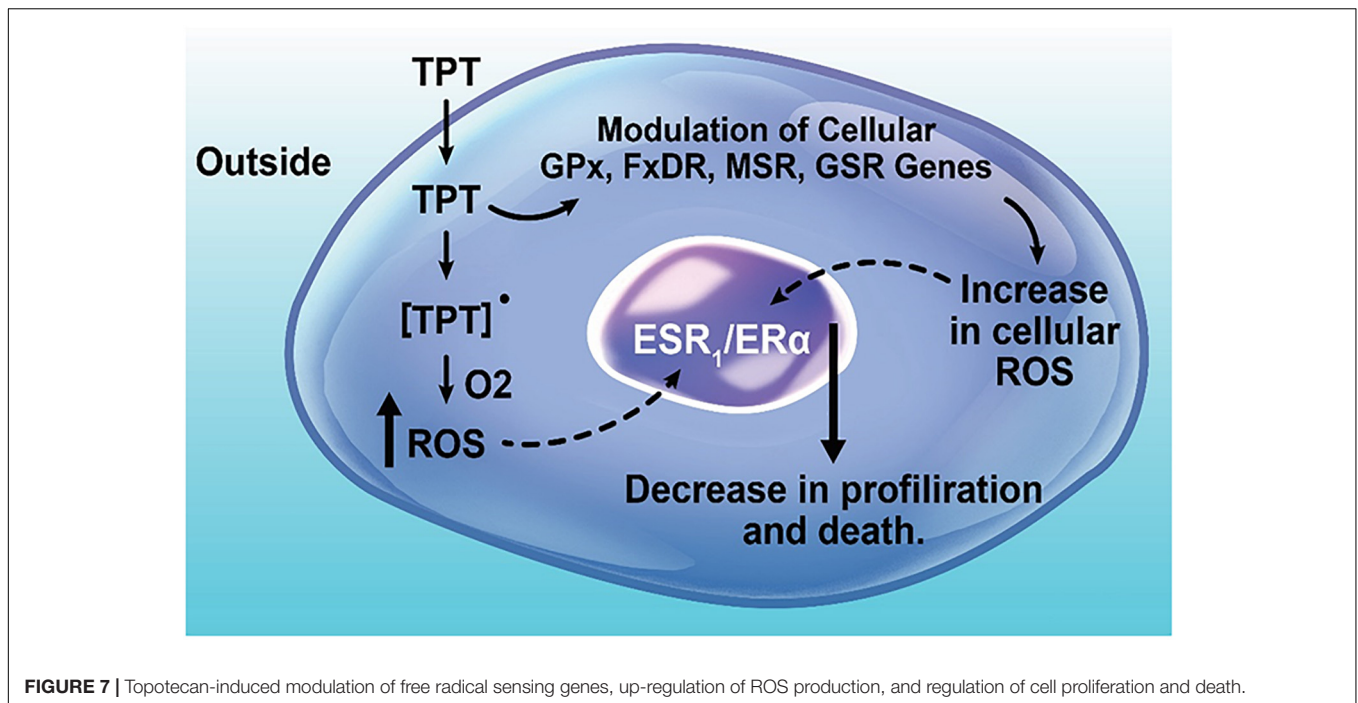 TPT
Outside
TPT
Modulation of Cellular
GPx, FxDR, MSR, GSR Genes
[TPT]•
O2
ROS
ESR1/ERα
Increase
in cellular
ROS
Decrease in profiliration
and death.
FIGURE 7 | Topotecan-induced modulation of free radical sensing genes, up-regulation of ROS production, and regulation of cell proliferation and death.